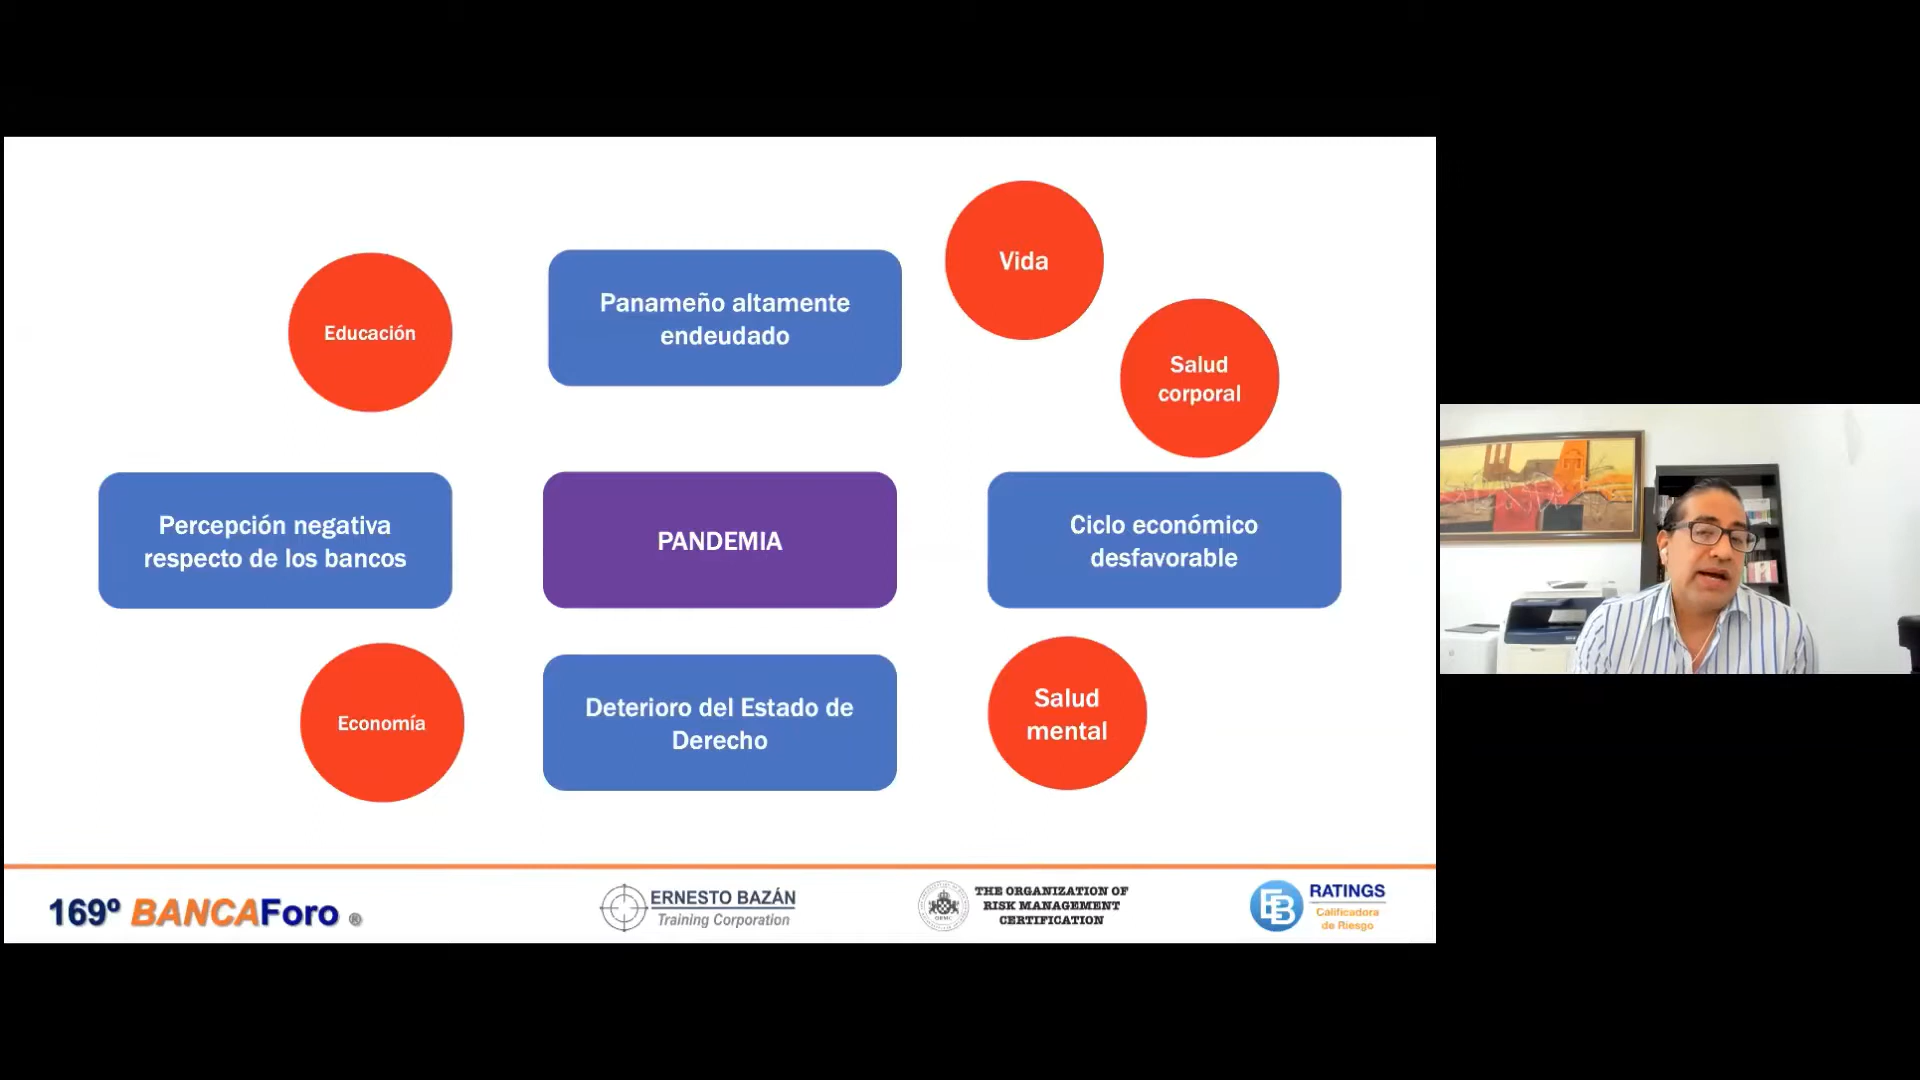 Vida
Educación
Panameño altamente
endeudado
Salud
corporal
Percepción negativa
respecto de los bancos
PANDEMIA
Ciclo económico
desfavorable
Economía
Deterioro del Estado de
Derecho
Salud
mental
169º BANCAForo ®
ERNESTO BAZÁN
Training Corporation
THE ORGANIZATION OF
RISK MANAGEMENT
CERTIFICATION
EB
RATINGS
Calificadora
de Riesgo